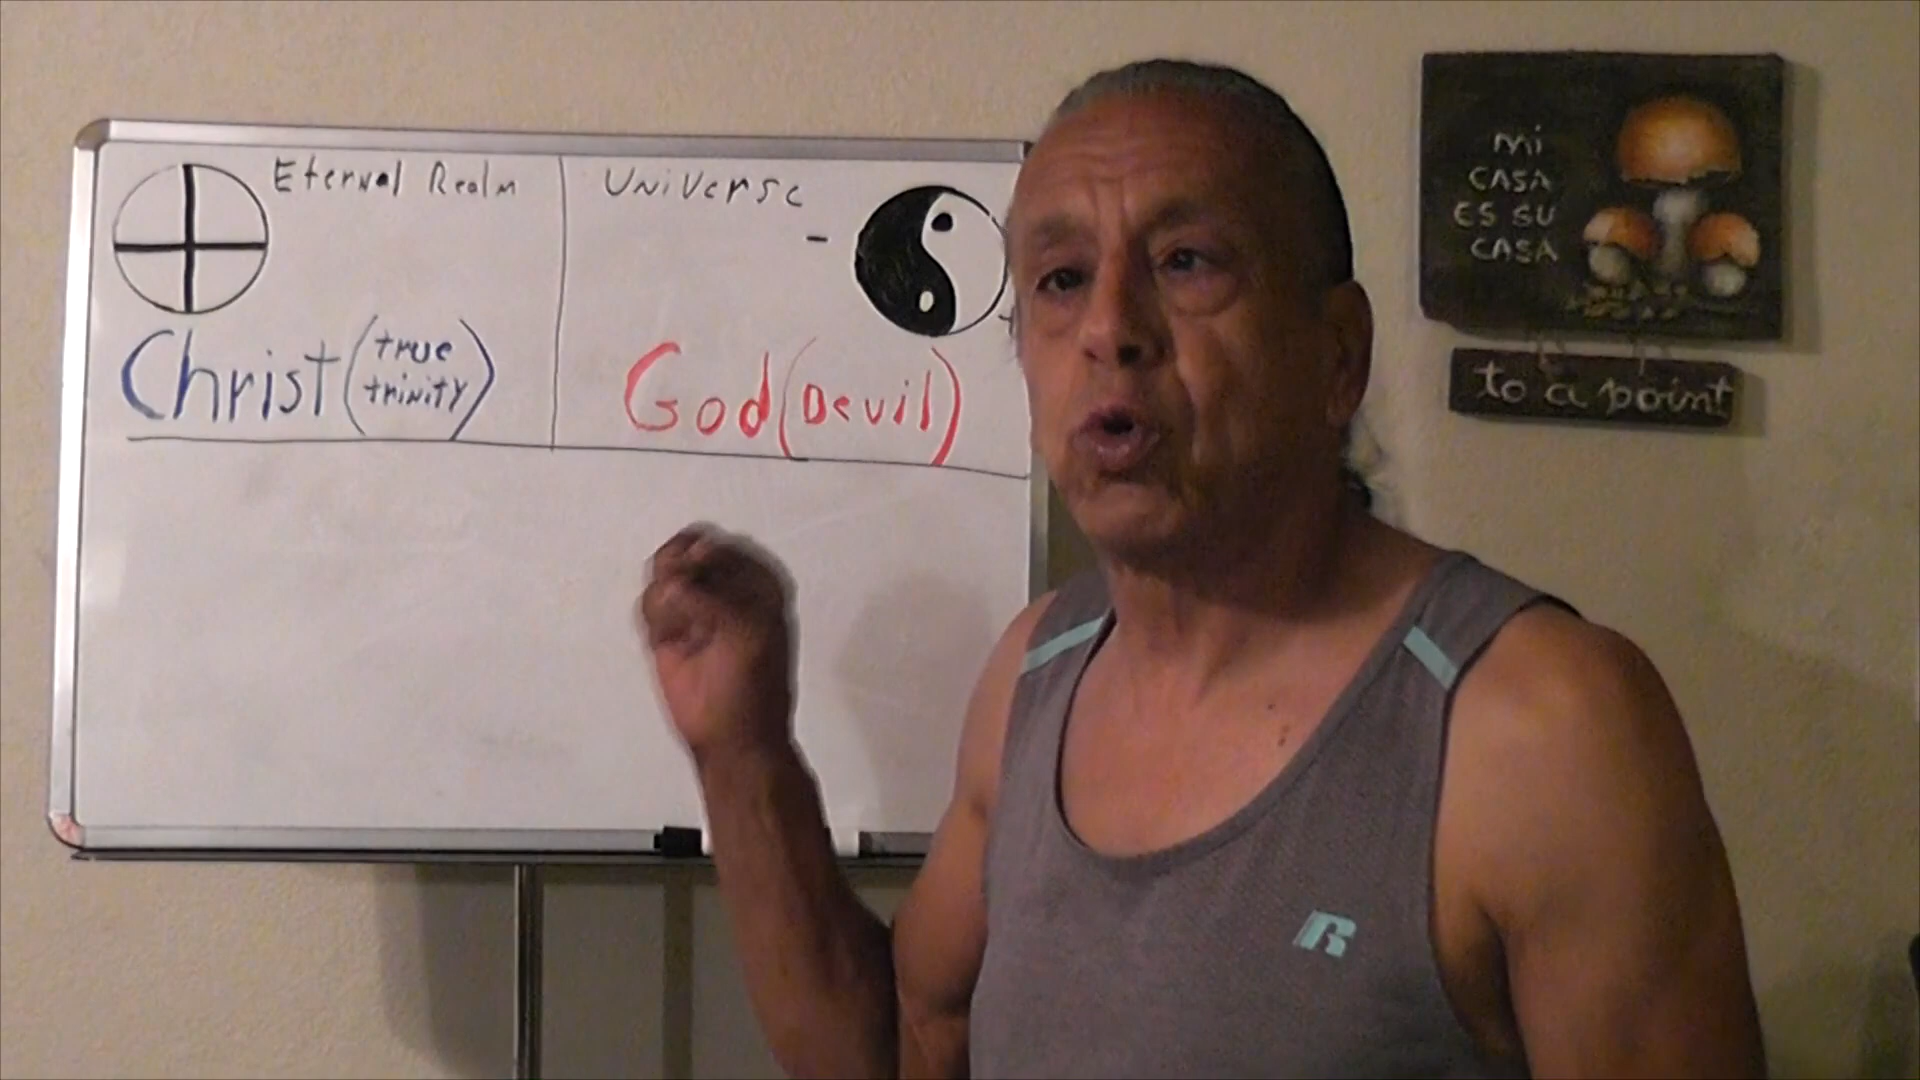 Eternal Realm
Christ (true
trinity)
Universe
-
God (Devil)
mi
CASA
ES SU
CASA
to a point
R